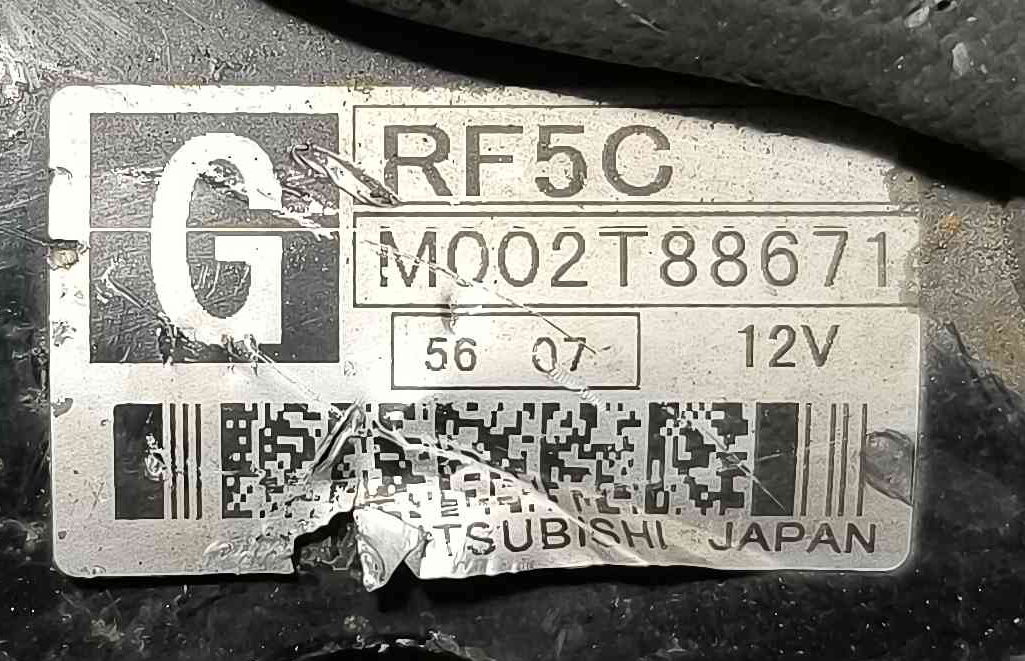 G
RF5C
M002T88671
56 07
12V
TSUBISHI JAPAN